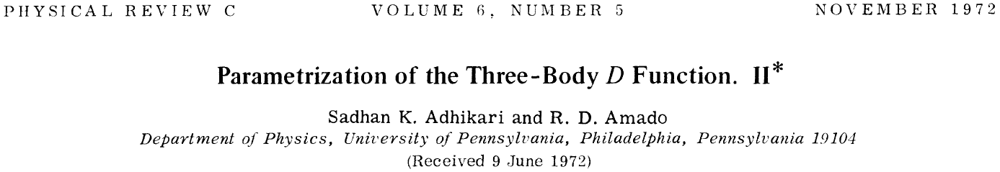 PHYSICAL REVIEW C VOLUME 6, NUMBER 5 NOVEMBER 1972
Parametrization of the Three-Body D Function. II*
Sadhan K. Adhikari and R. D. Amado
Department of Physics, University of Pennsylvania, Philadelphia, Pennsylvania 19104
(Received 9 June 1972)